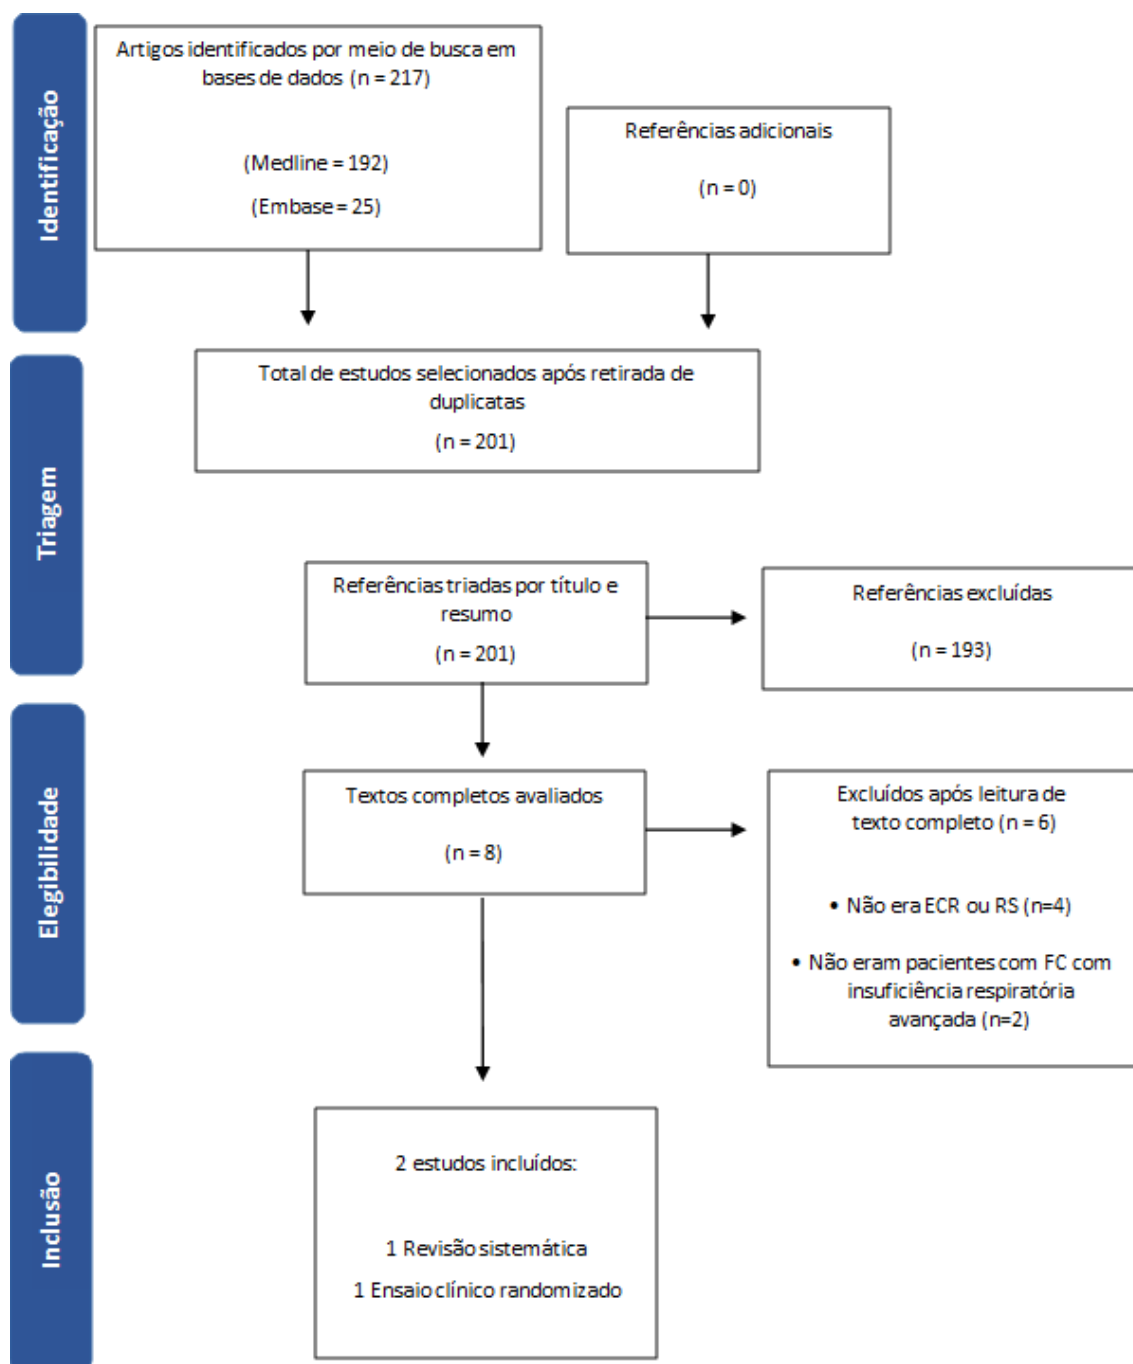 Identificação
Artigos identificados por meio de busca em
bases de dados (n = 217)
(Medline = 192)
(Embase = 25)
Referências adicionais
(n = 0)
Triagem
Total de estudos selecionados após retirada de
duplicatas
(n = 201)
Referências triadas por título e
resumo
(n = 201)
Referências excluídas
(n = 193)
Elegibilidade
Textos completos avaliados
(n = 8)
Excluídos após leitura de
texto completo (n = 6)
• Não era ECR ou RS (n=4)
• Não eram pacientes com FC com
insuficiência respiratória
avançada (n=2)
Inclusão
2 estudos incluídos:
1 Revisão sistemática
1 Ensaio clínico randomizado